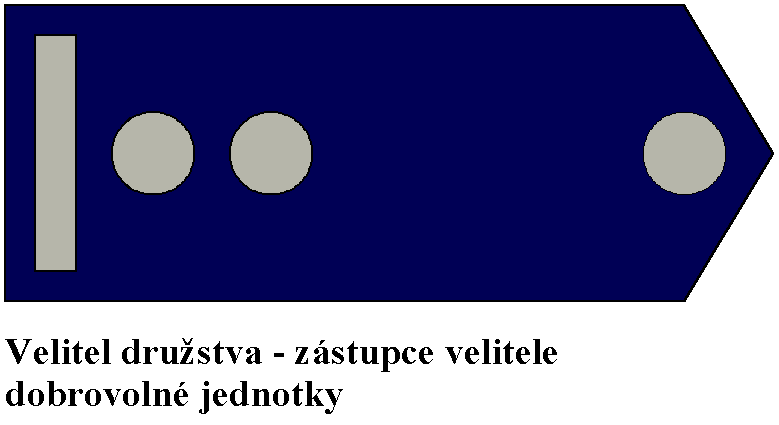 Velitel družstva - zástupce velitele
dobrovolné jednotky